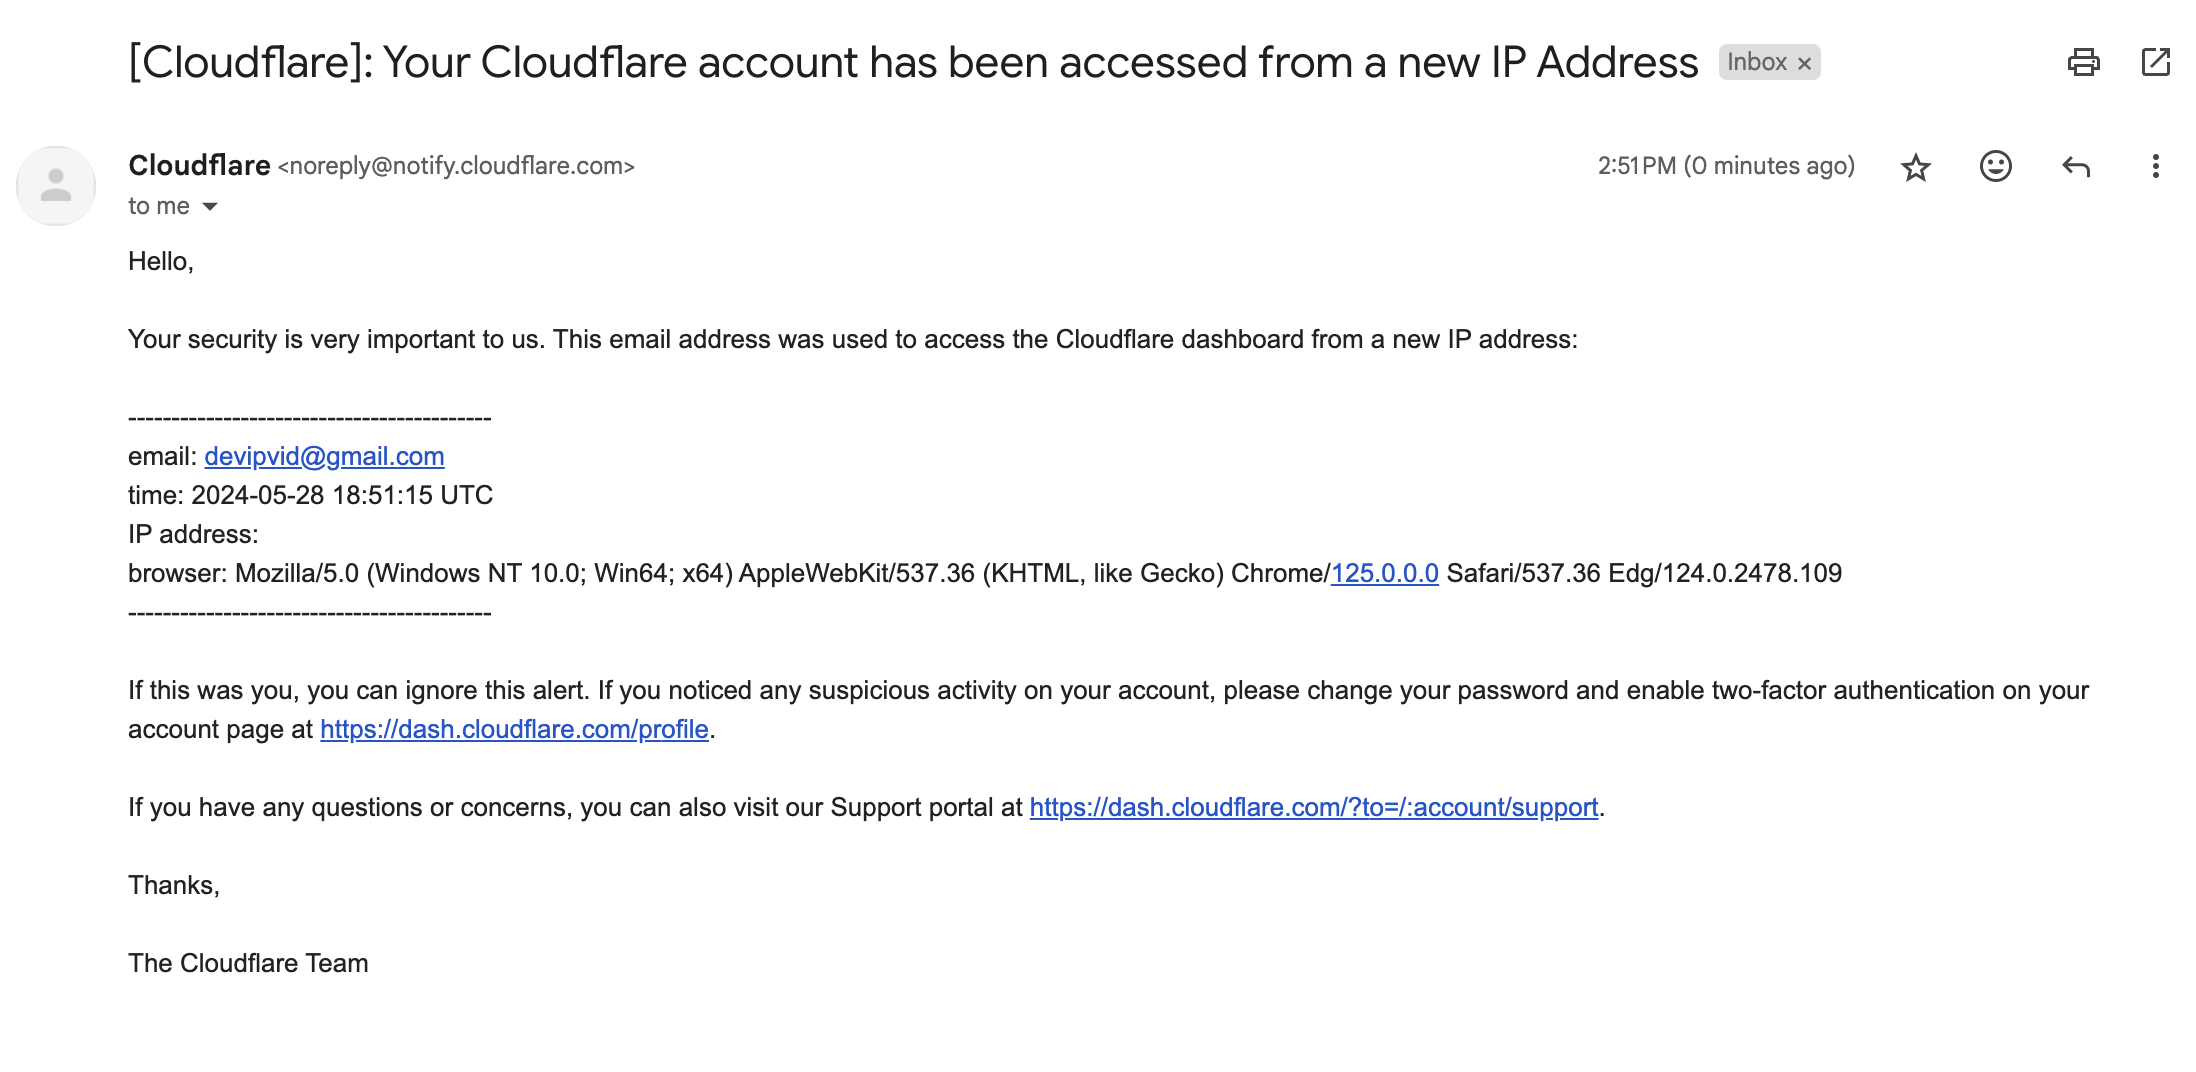 [Cloudflare]: Your Cloudflare account has been accessed from a new IP Address Inbox ×
Cloudflare <noreply@notify.cloudflare.com> 2:51 PM (0 minutes ago)
to me
Hello,
Your security is very important to us. This email address was used to access the Cloudflare dashboard from a new IP address:
------------------------------------------
email: devipvid@gmail.com
time: 2024-05-28 18:51:15 UTC
IP address:
browser: Mozilla/5.0 (Windows NT 10.0; Win64; x64) AppleWebKit/537.36 (KHTML, like Gecko) Chrome/125.0.0.0 Safari/537.36 Edg/124.0.2478.109
------------------------------------------
If this was you, you can ignore this alert. If you noticed any suspicious activity on your account, please change your password and enable two-factor authentication on your
account page at https://dash.cloudflare.com/profile.
If you have any questions or concerns, you can also visit our Support portal at https://dash.cloudflare.com/?to=/:account/support.
Thanks,
The Cloudflare Team